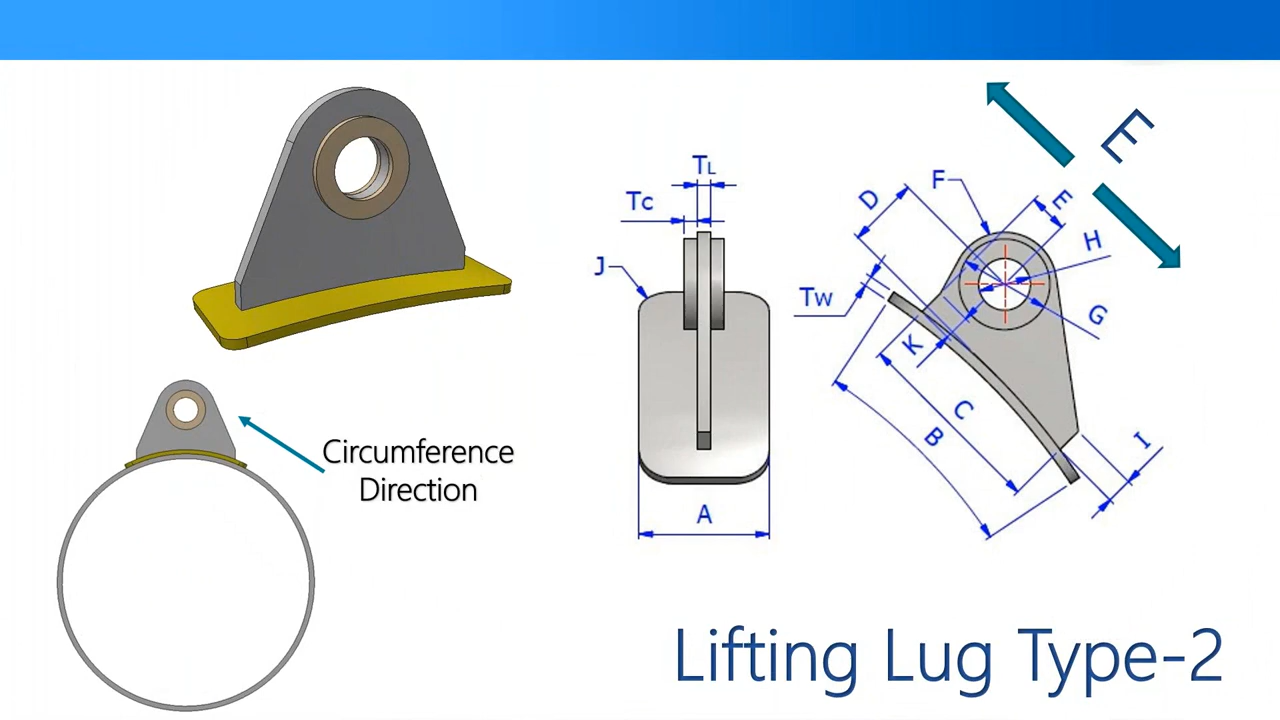 E
TL
Tc
D
F
E
H
J
Tw
G
K
C
B
I
A
Circumference
Direction
Lifting Lug Type-2